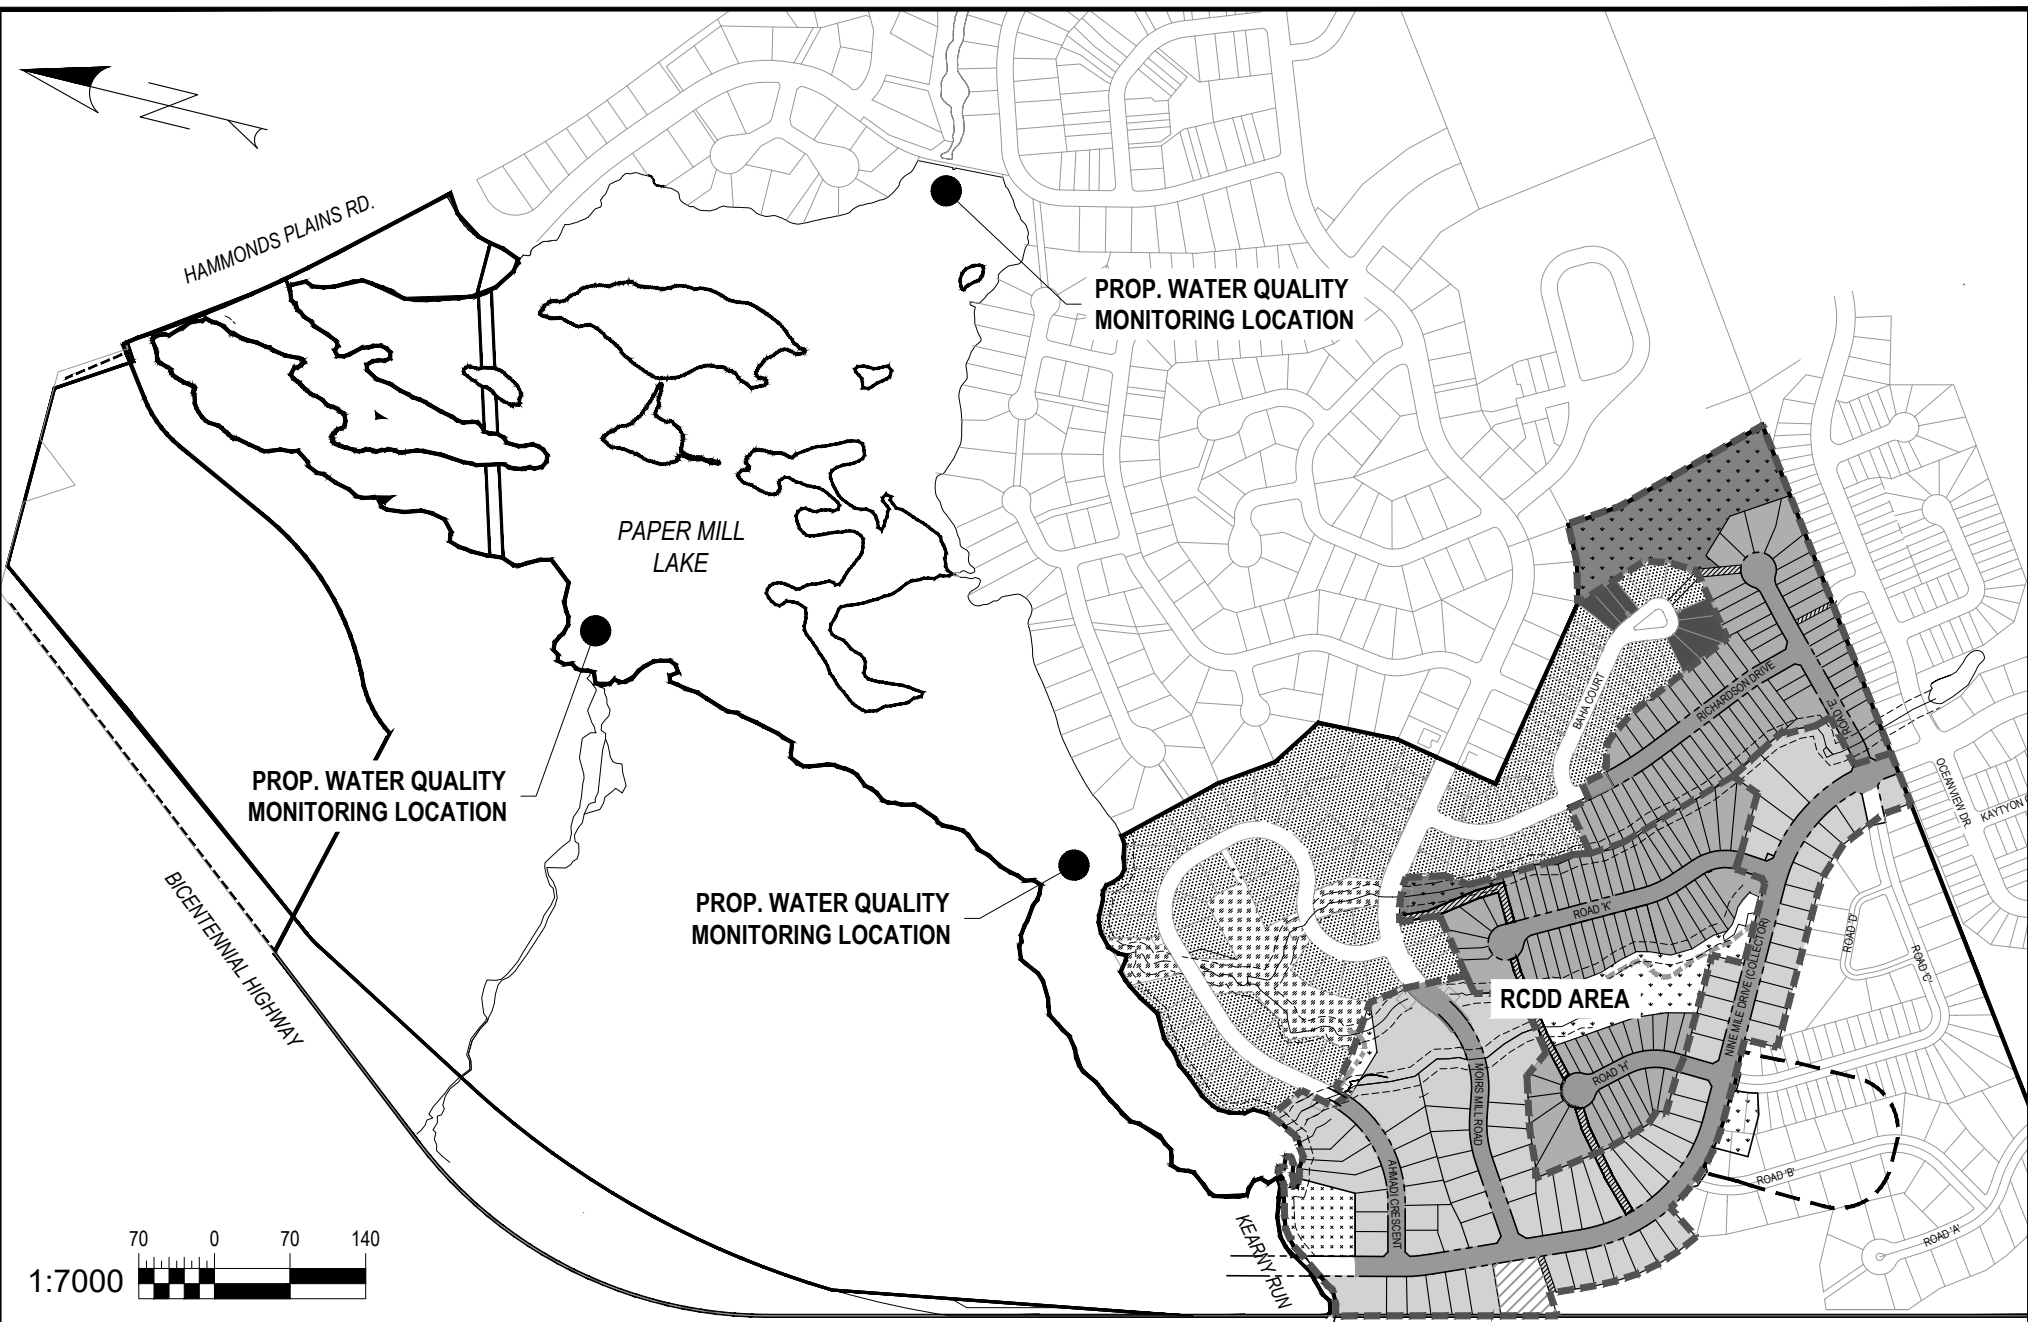 HAMMONDS PLAINS RD.
PROP. WATER QUALITY
MONITORING LOCATION
PAPER MILL
LAKE
PROP. WATER QUALITY
MONITORING LOCATION
PROP. WATER QUALITY
MONITORING LOCATION
BICENTENNIAL HIGHWAY
BAHA COURT
RICHARDSON DRIVE
ROAD 'E'
OCEANVIEW DR.
KAYTYON
ROAD 'K'
ROAD 'D'
ROAD 'C'
RCDD AREA
NINE MILE DRIVE (COLLECTOR)
MOIRS MILL ROAD
ROAD 'H'
AHMADI CRESCENT
ROAD 'B'
ROAD 'A'
KEARNY RUN
70 0 70 140
1:7000